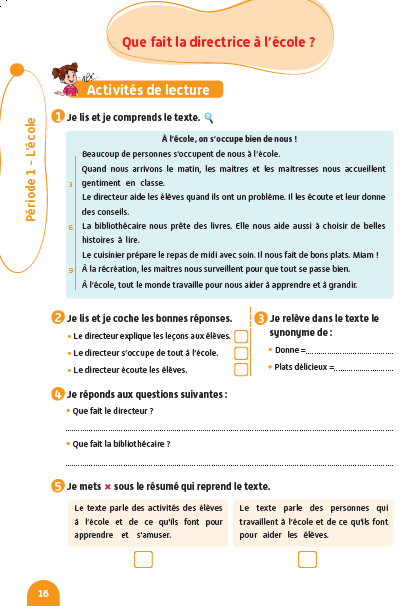 Que fait la directrice à l'école ?
ABC
Activités de lecture
Période 1 – L'école
1 Je lis et je comprends le texte.
À l'école, on s'occupe bien de nous !
Beaucoup de personnes s'occupent de nous à l'école.
Quand nous arrivons le matin, les maitres et les maitresses nous accueillent
3 gentiment en classe.
Le directeur aide les élèves quand ils ont un problème. Il les écoute et leur donne
des conseils.
6 La bibliothécaire nous prête des livres. Elle nous aide aussi à choisir de belles
histoires à lire.
Le cuisinier prépare le repas de midi avec soin. Il nous fait de bons plats. Miam !
9 À la récréation, les maitres nous surveillent pour que tout se passe bien.
À l'école, tout le monde travaille pour nous aider à apprendre et à grandir.
2 Je lis et je coche les bonnes réponses.
• Le directeur explique les leçons aux élèves.
• Le directeur s'occupe de tout à l'école.
• Le directeur écoute les élèves.
3 Je relève dans le texte le
synonyme de :
• Donne =
• Plats délicieux =
4 Je réponds aux questions suivantes :
• Que fait le directeur ?
• Que fait la bibliothécaire ?
5 Je mets ✖ sous le résumé qui reprend le texte.
Le texte parle des activités des élèves
à l'école et de ce qu'ils font pour
apprendre et s'amuser.
Le texte parle des personnes qui
travaillent à l'école et de ce qu'ils font
pour aider les élèves.
16